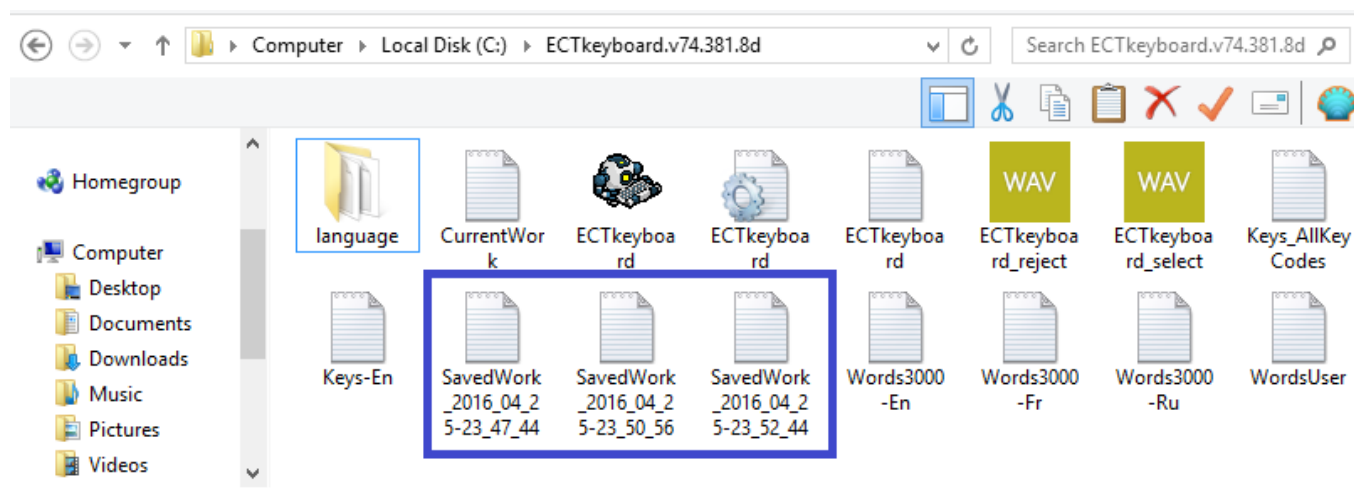 Computer Local Disk (C:) ECTkeyboard.v74.381.8d Search ECTkeyboard.v74.381.8d
Homegroup
Computer
Desktop
Documents
Downloads
Music
Pictures
Videos
WAV WAV
language CurrentWor ECTkeyboa ECTkeyboa ECTkeyboa ECTkeyboa ECTkeyboa Keys_AllKey
k rd rd rd rd_reject rd_select Codes
Keys-En SavedWork SavedWork SavedWork Words3000 Words3000 Words3000 WordsUser
_2016_04_2 _2016_04_2 _2016_04_2 -En -Fr -Ru
5-23_47_44 5-23_50_56 5-23_52_44